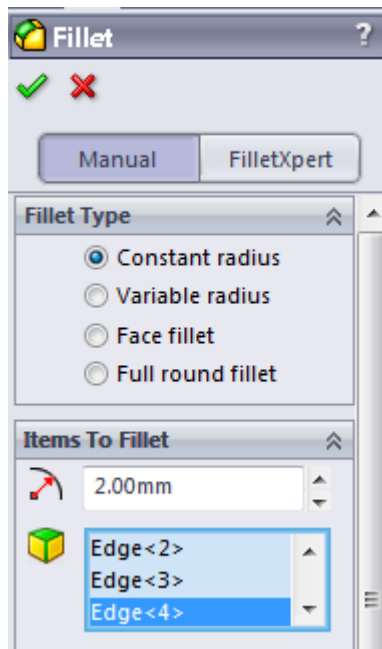 Fillet ?
Manual FilletXpert
Fillet Type
Constant radius
Variable radius
Face fillet
Full round fillet
Items To Fillet
2.00mm
Edge<2>
Edge<3>
Edge<4>